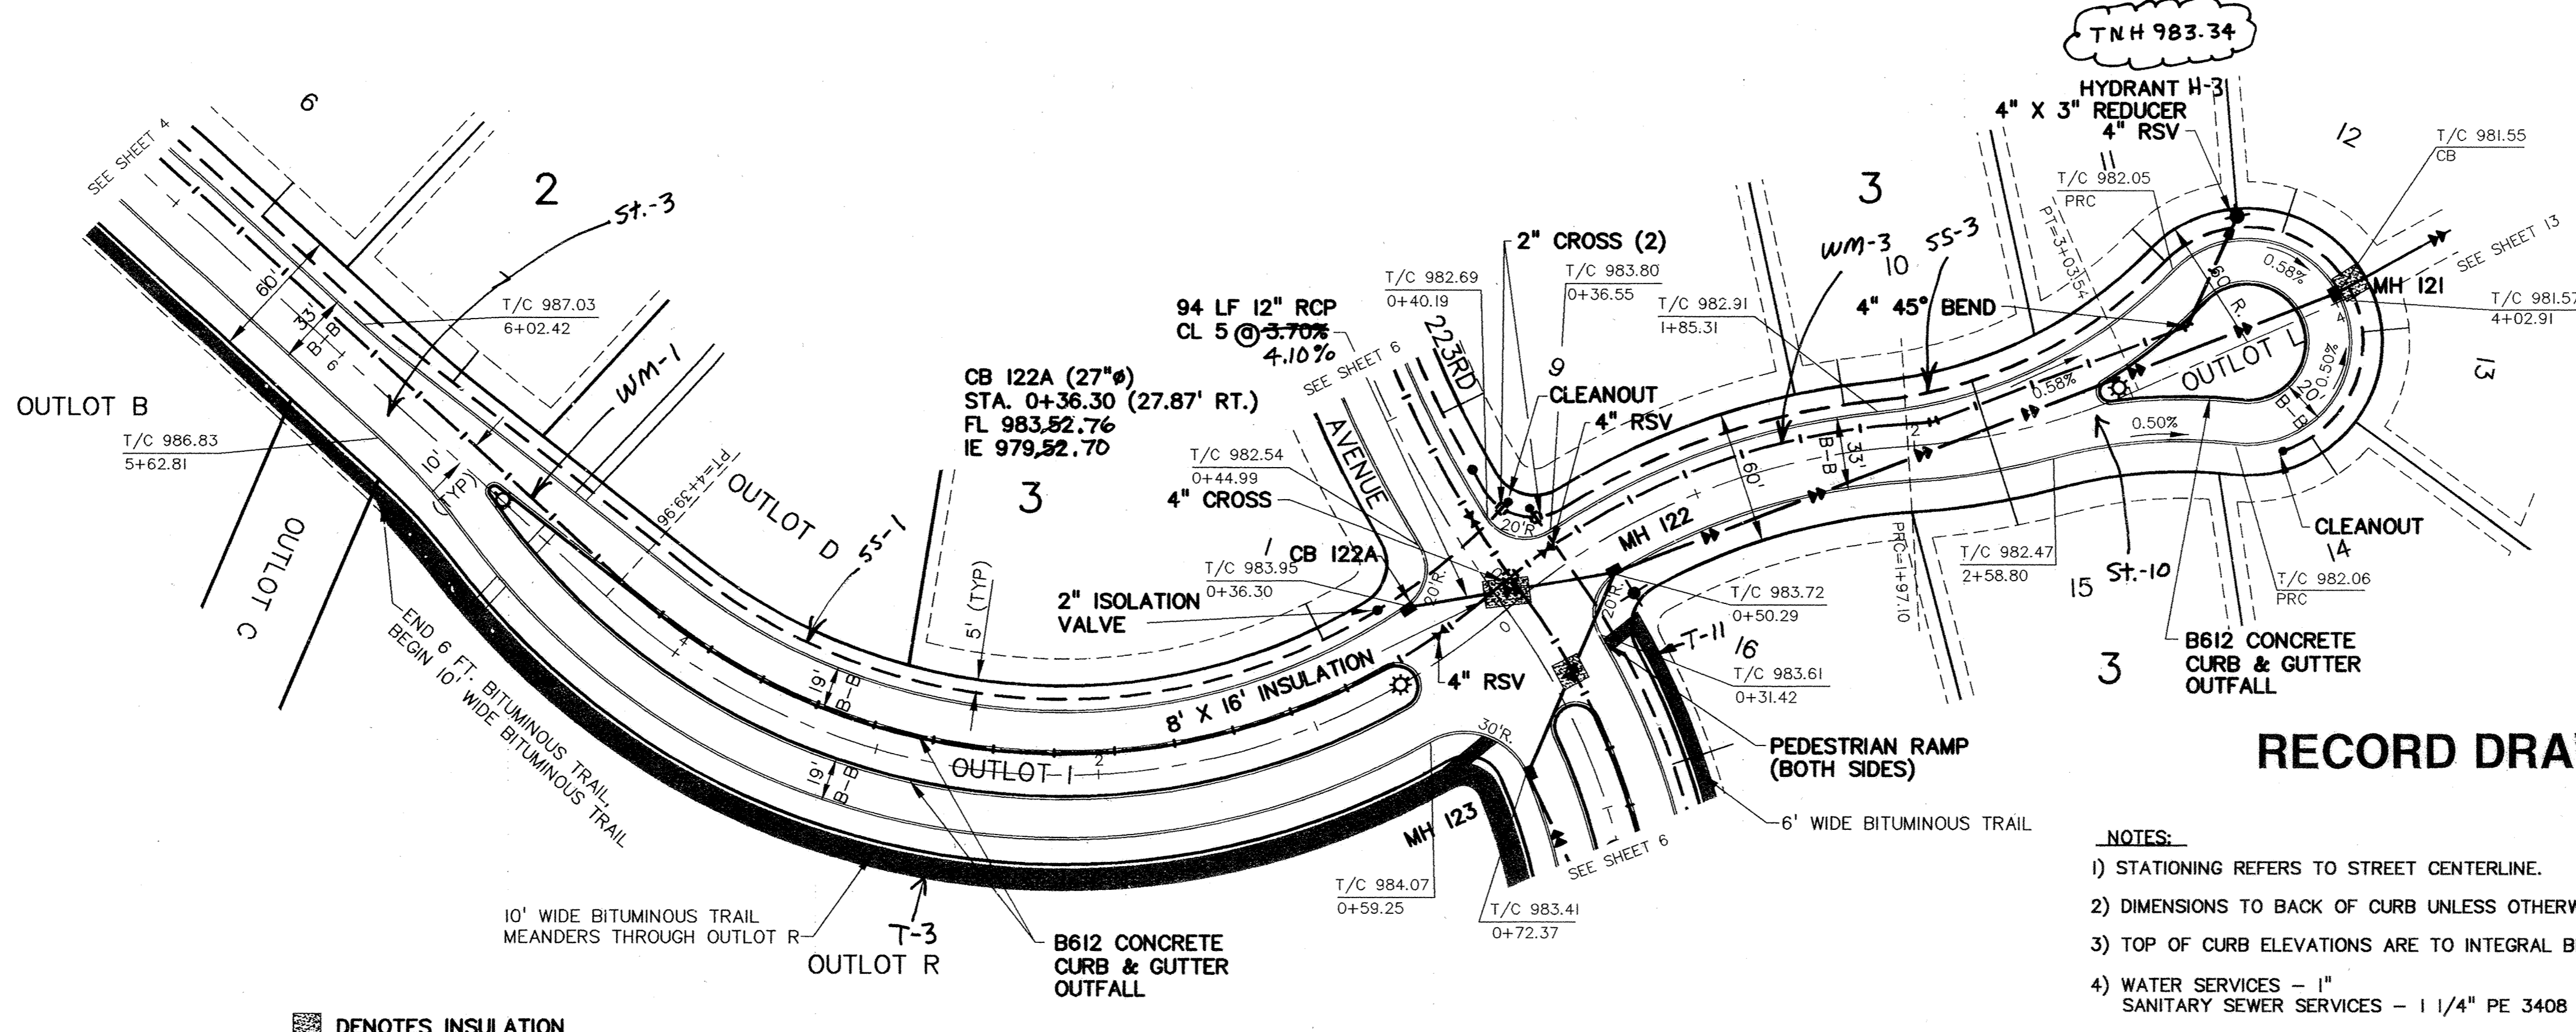 TNH 983.34
HYDRANT H-3
4" X 3" REDUCER
4" RSV
11
T/C 982.05
PRC
12
T/C 981.55
CB
SEE SHEET 13
MH 121
T/C 981.57
4+02.91
SEE SHEET 4
6
2
St.-3
60'
33'
B-B
6
T/C 987.03
6+02.42
WM-1
OUTLOT B
T/C 986.83
5+62.81
10'
(TYP)
PT=4+39.96
OUTLOT D
SS-1
OUTLOT C
END 6 FT. BITUMINOUS TRAIL,
BEGIN 10' WIDE BITUMINOUS TRAIL
4
3
5' (TYP)
94 LF 12" RCP
CL 5 @ 3.70%
4.10%
SEE SHEET 6
CB 122A (27"ø)
STA. 0+36.30 (27.87' RT.)
FL 983.52.76
IE 979.52.70
T/C 982.54
0+44.99
4" CROSS
1
CB 122A
T/C 983.95
0+36.30
2" ISOLATION
VALVE
AVENUE
223RD
T/C 982.69
0+40.19
2" CROSS (2)
T/C 983.80
0+36.55
9
CLEANOUT
4" RSV
20'R.
20'R.
20'R.
0
3
WM-3
10
SS-3
T/C 982.91
1+85.31
4" 45° BEND
PT=3+03.54
60' R.
0.58%
0.58%
OUTLOT L
4
20'
B-B
0.50%
0.50%
13
60'
B-B
33'
2
MH 122
PRC=1+97.10
T/C 982.47
2+58.80
15
St.-10
CLEANOUT
14
T/C 982.06
PRC
3
B612 CONCRETE
CURB & GUTTER
OUTFALL
T/C 983.72
0+50.29
T-11
16
T/C 983.61
0+31.42
PEDESTRIAN RAMP
(BOTH SIDES)
6' WIDE BITUMINOUS TRAIL
4" RSV
8' X 16' INSULATION
19'
B-B
OUTLOT I
2
1
19'
B-B
30'R.
1
MH 123
SEE SHEET 6
T/C 984.07
0+59.25
T/C 983.41
0+72.37
10' WIDE BITUMINOUS TRAIL
MEANDERS THROUGH OUTLOT R
T-3
OUTLOT R
B612 CONCRETE
CURB & GUTTER
OUTFALL
DENOTES INSULATION
RECORD DRA
NOTES:
1) STATIONING REFERS TO STREET CENTERLINE.
2) DIMENSIONS TO BACK OF CURB UNLESS OTHERW
3) TOP OF CURB ELEVATIONS ARE TO INTEGRAL B
4) WATER SERVICES – 1"
SANITARY SEWER SERVICES – 1 1/4" PE 3408